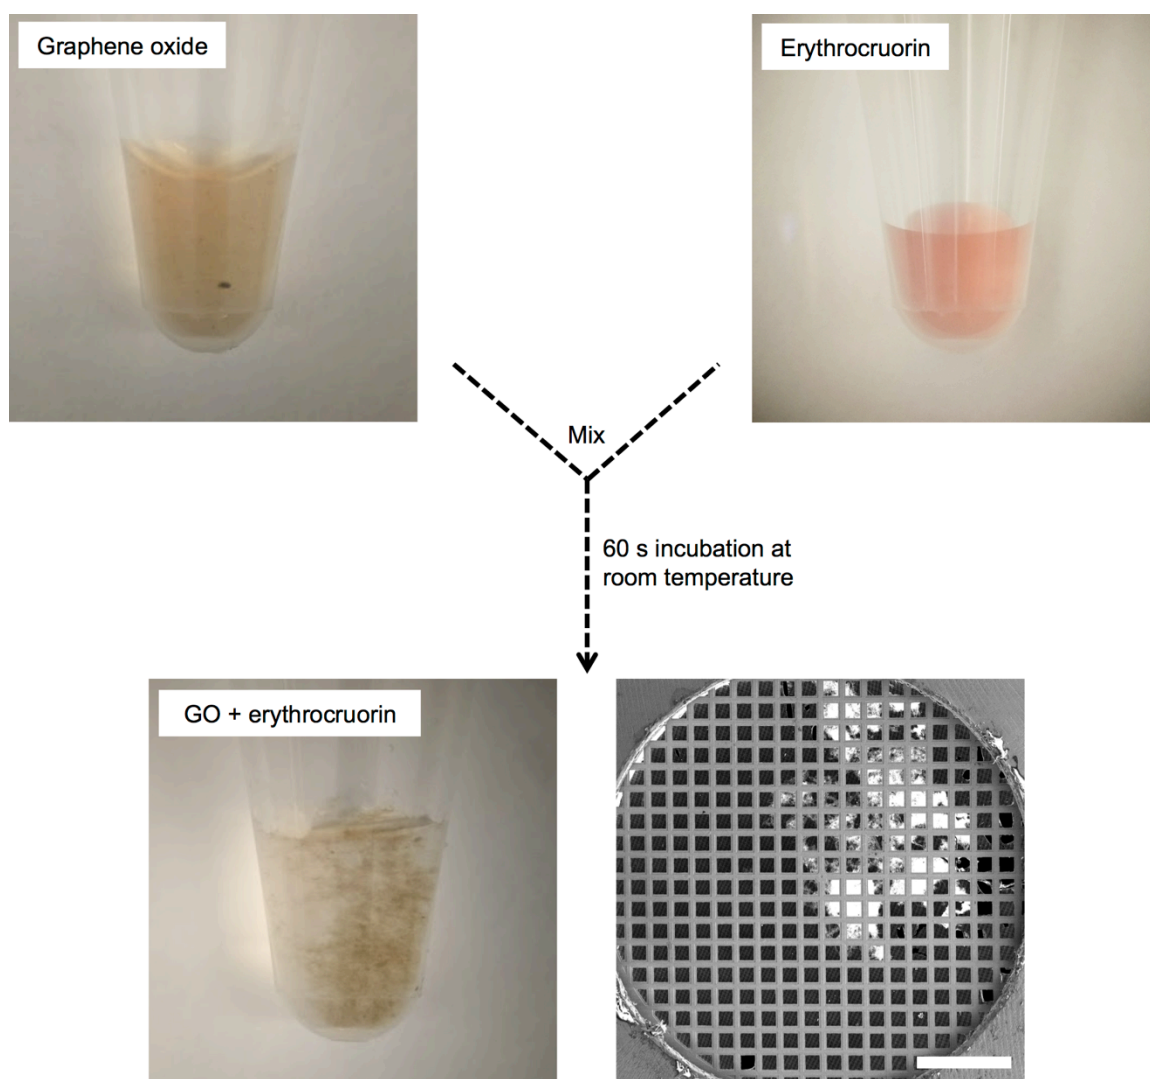 Graphene oxide
Erythrocruorin
Mix
60 s incubation at
room temperature
GO + erythrocruorin